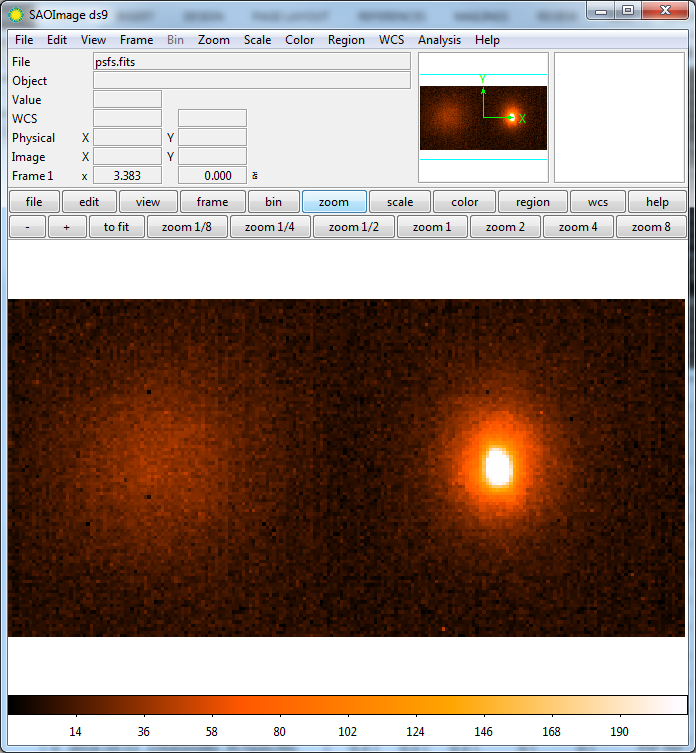 SAOImage ds9
File Edit View Frame Bin Zoom Scale Color Region WCS Analysis Help
File psfs.fits
Object
Value
WCS
Physical X Y
Image X Y
Frame 1 x 3.383 0.000
Y
X
file edit view frame bin zoom scale color region wcs help
- + to fit zoom 1/8 zoom 1/4 zoom 1/2 zoom 1 zoom 2 zoom 4 zoom 8
14 36 58 80 102 124 146 168 190